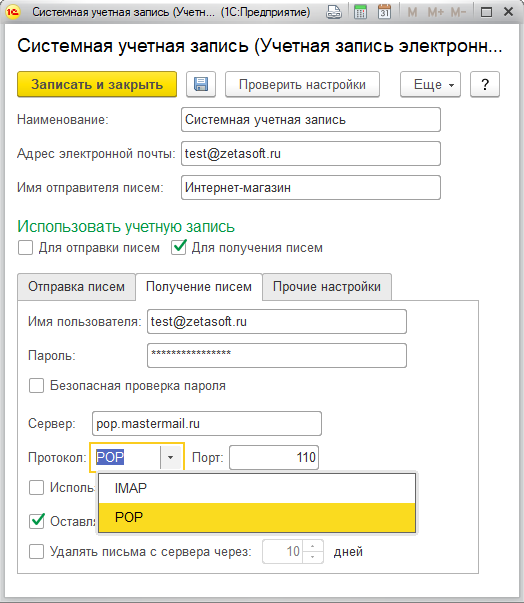 1С Системная учетная запись (Учетн... (1С:Предприятие) 31 M M+ M-
Системная учетная запись (Учетная запись электронн...
Записать и закрыть Проверить настройки Еще ?
Наименование: Системная учетная запись
Адрес электронной почты: test@zetasoft.ru
Имя отправителя писем: Интернет-магазин
Использовать учетную запись
Для отправки писем Для получения писем
Отправка писем Получение писем Прочие настройки
Имя пользователя: test@zetasoft.ru
Пароль: ****************
Безопасная проверка пароля
Сервер: pop.mastermail.ru
Протокол: POP Порт: 110
Исполь
IMAP
POP
Оставл
Удалять письма с сервера через: 10 дней